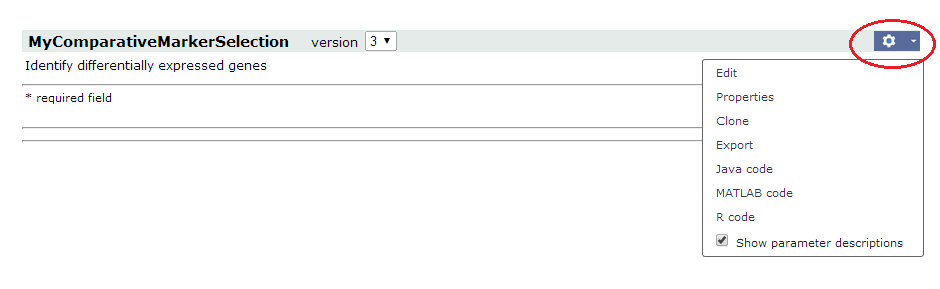 MyComparativeMarkerSelection version 3
Identify differentially expressed genes
* required field
Edit
Properties
Clone
Export
Java code
MATLAB code
R code
Show parameter descriptions